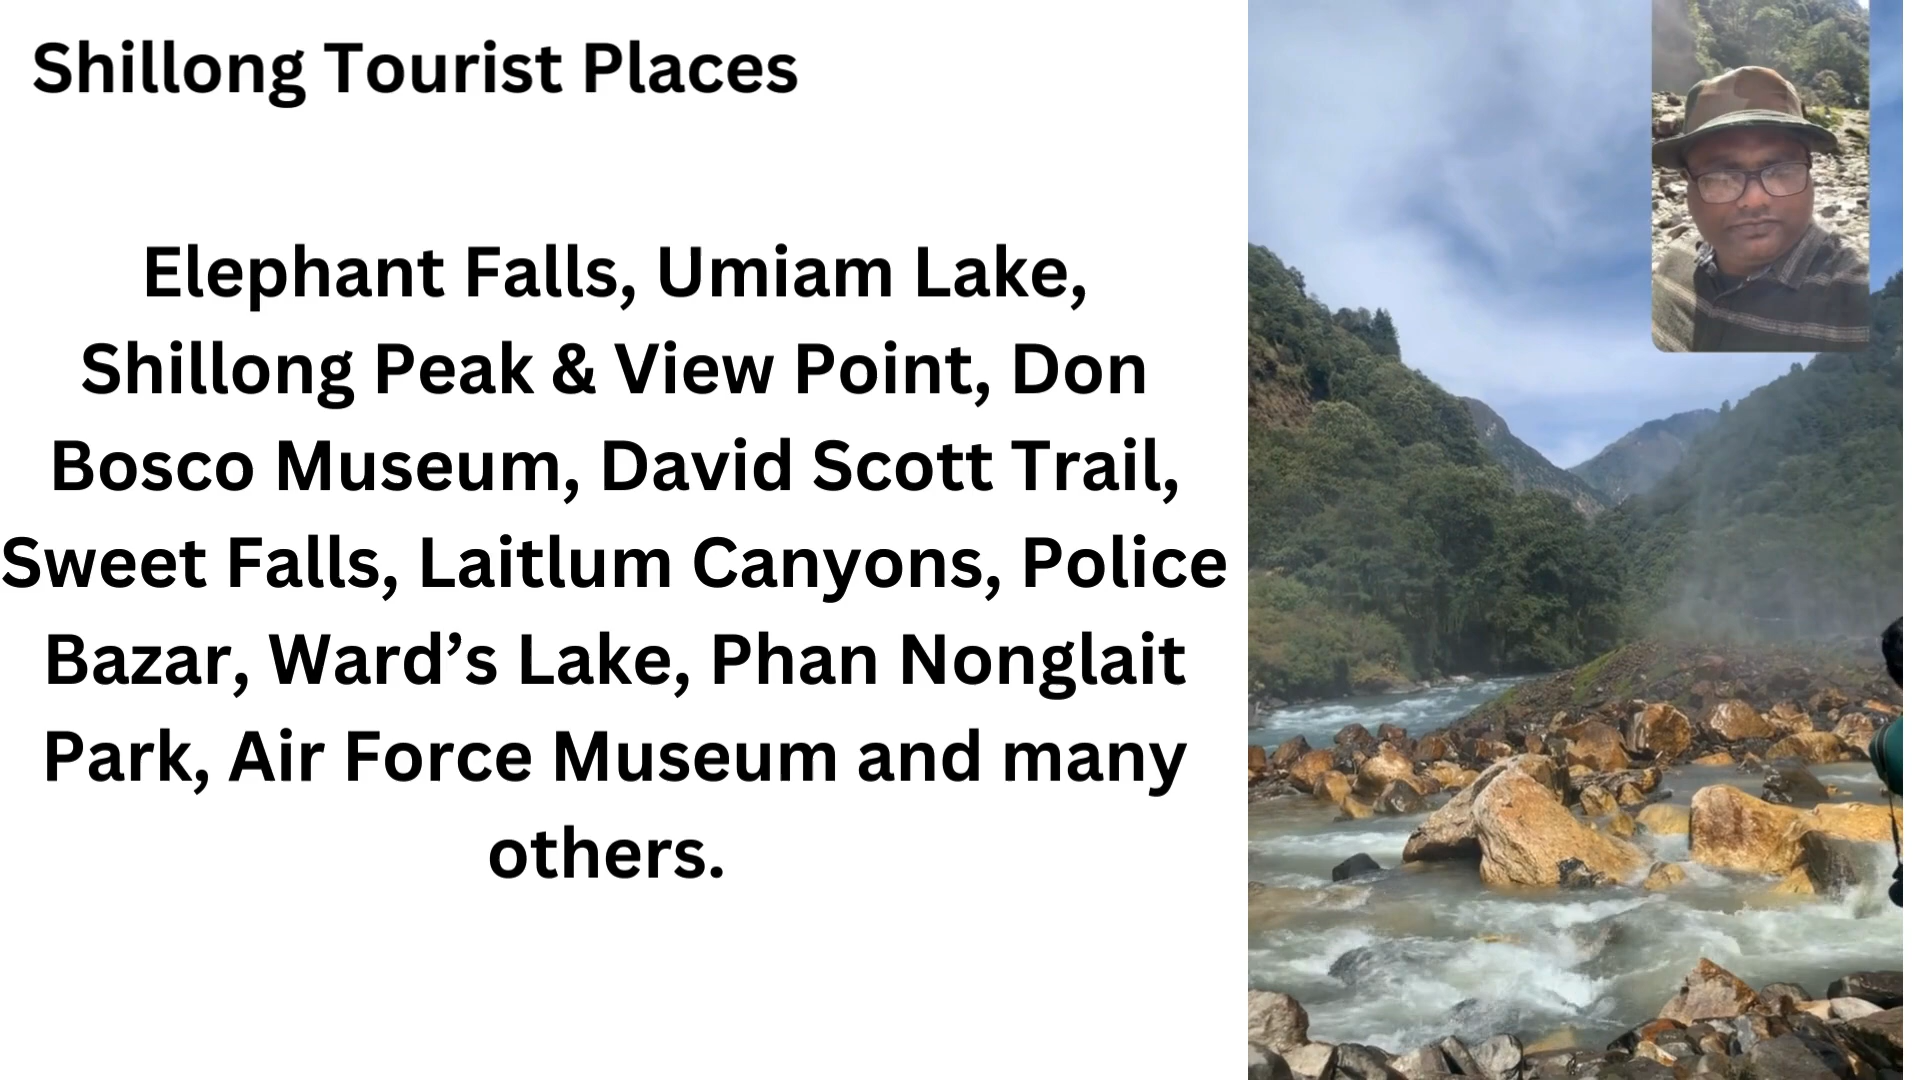 Shillong Tourist Places
Elephant Falls, Umiam Lake,
Shillong Peak & View Point, Don
Bosco Museum, David Scott Trail,
Sweet Falls, Laitlum Canyons, Police
Bazar, Ward’s Lake, Phan Nonglait
Park, Air Force Museum and many
others.